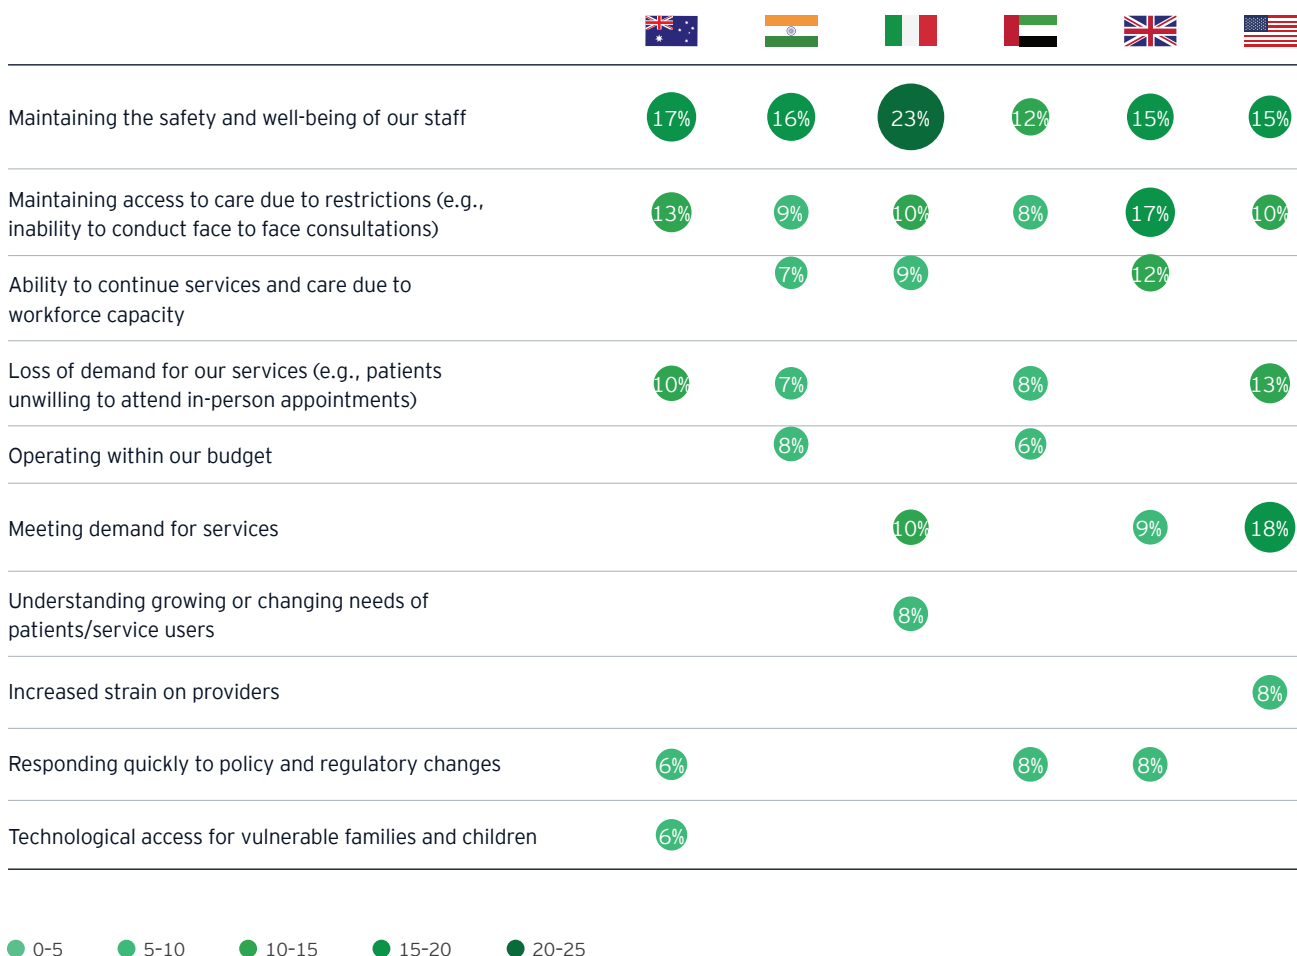 Maintaining the safety and well-being of our staff
17% 16% 23% 12% 15% 15%
Maintaining access to care due to restrictions (e.g.,
inability to conduct face to face consultations)
13% 9% 10% 8% 17% 10%
Ability to continue services and care due to
workforce capacity
7% 9% 12%
Loss of demand for our services (e.g., patients
unwilling to attend in-person appointments)
10% 7% 8% 13%
Operating within our budget
8% 6%
Meeting demand for services
10% 9% 18%
Understanding growing or changing needs of
patients/service users
8%
Increased strain on providers
8%
Responding quickly to policy and regulatory changes
6% 8% 8%
Technological access for vulnerable families and children
6%
0–5 5–10 10–15 15–20 20–25